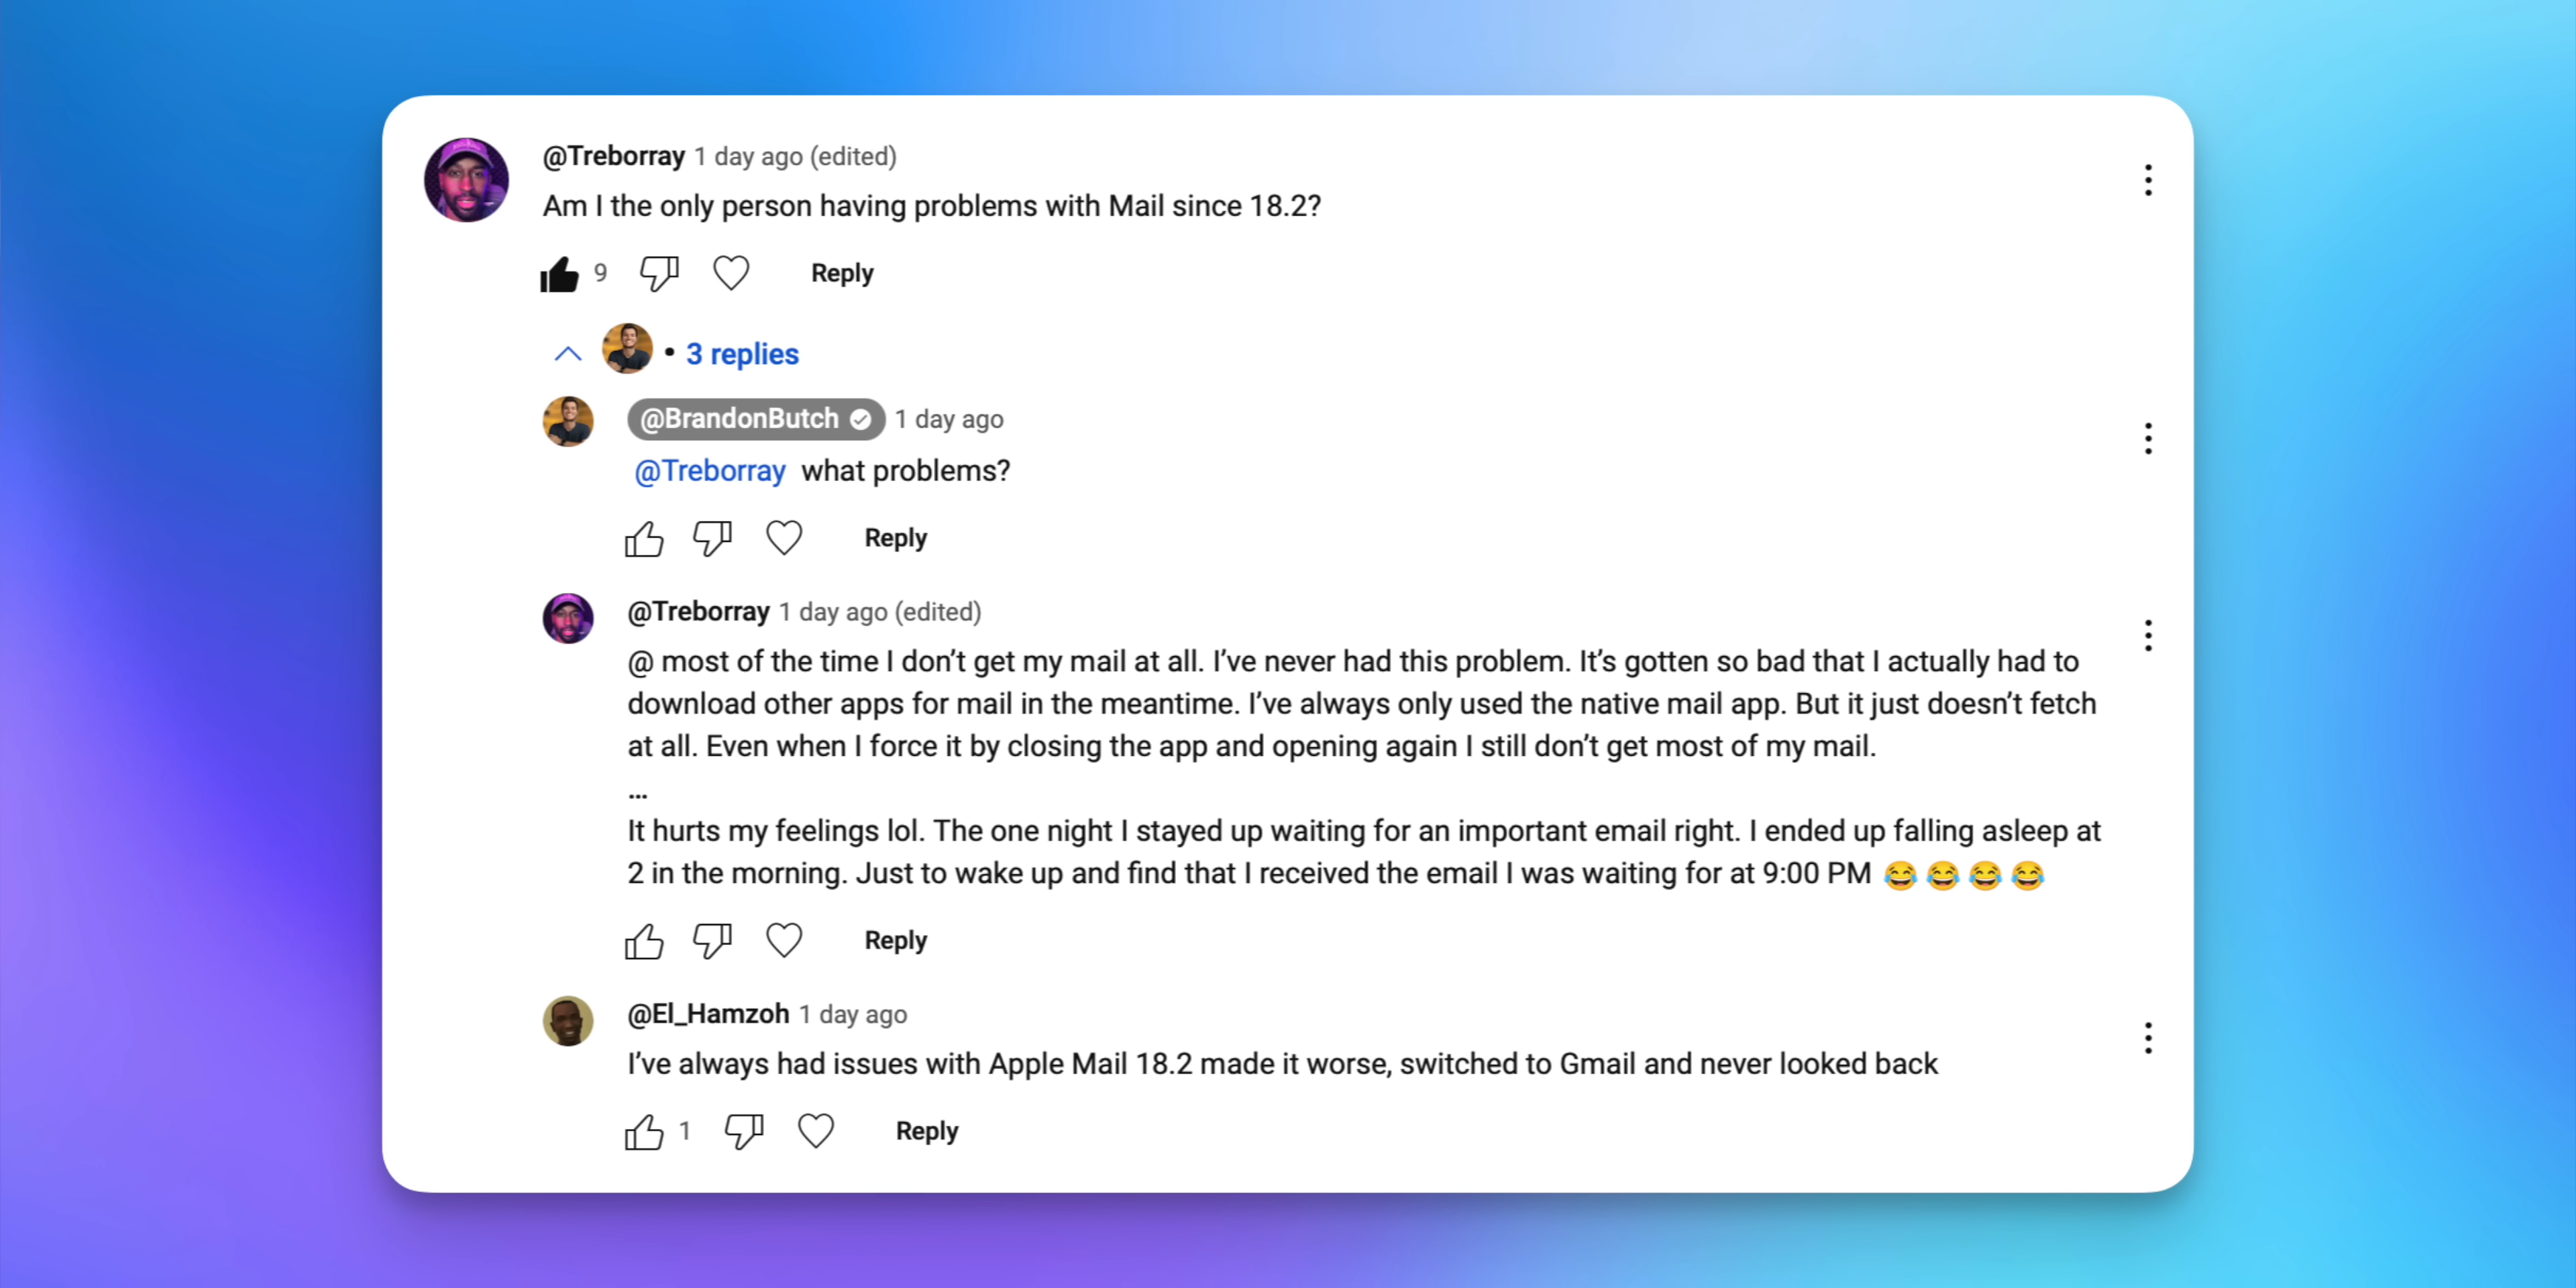 @Treborray 1 day ago (edited)
Am I the only person having problems with Mail since 18.2?
9 Reply
• 3 replies
@BrandonButch 1 day ago
@Treborray what problems?
Reply
@Treborray 1 day ago (edited)
@ most of the time I don’t get my mail at all. I’ve never had this problem. It’s gotten so bad that I actually had to
download other apps for mail in the meantime. I’ve always only used the native mail app. But it just doesn’t fetch
at all. Even when I force it by closing the app and opening again I still don’t get most of my mail.
...
It hurts my feelings lol. The one night I stayed up waiting for an important email right. I ended up falling asleep at
2 in the morning. Just to wake up and find that I received the email I was waiting for at 9:00 PM 😂😂😂😂
Reply
@El_Hamzoh 1 day ago
I’ve always had issues with Apple Mail 18.2 made it worse, switched to Gmail and never looked back
1 Reply